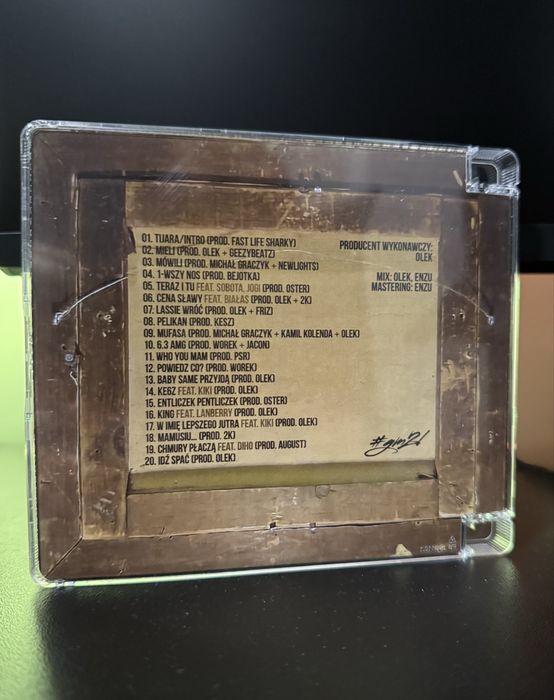 01. TIJARA/INTRO (PROD. FAST LIFE SHARKY)
02. MIELI (PROD. OLEK + GEEZYBEATZ)
03. MÓWILI (PROD. MICHAŁ GRACZYK + NEWLIGHTS)
04. 1-WSZY NOS (PROD. BEJOTKA)
05. TERAZ I TU FEAT. SOBOTA, JOGI (PROD. OSTER)
06. CENA SŁAWY FEAT. BIAŁAS (PROD. OLEK + 2K)
07. LASSIE WRÓĆ (PROD. OLEK + FRIZ)
08. PELIKAN (PROD. KESZ)
09. MUFASA (PROD. MICHAŁ GRACZYK + KAMIL KOLENDA + OLEK)
10. 6.3 AMG (PROD. WOREK + JACON)
11. WHO YOU MAM (PROD. PSR)
12. POWIEDZ CO? (PROD. WOREK)
13. BABY SAME PRZYJDĄ (PROD. OLEK)
14. KE6Z FEAT. KIKI (PROD. OLEK)
15. ENTLICZEK PENTLICZEK (PROD. OSTER)
16. KING FEAT. LANBERRY (PROD. OLEK)
17. W IMIĘ LEPSZEGO JUTRA FEAT. KIKI (PROD. OLEK)
18. MAMUSIU... (PROD. 2K)
19. CHMURY PŁACZĄ FEAT. DIHO (PROD. AUGUST)
20. IDŹ SPAĆ (PROD. OLEK)
PRODUCENT WYKONAWCZY:
OLEK
MIX: OLEK, ENZU
MASTERING: ENZU